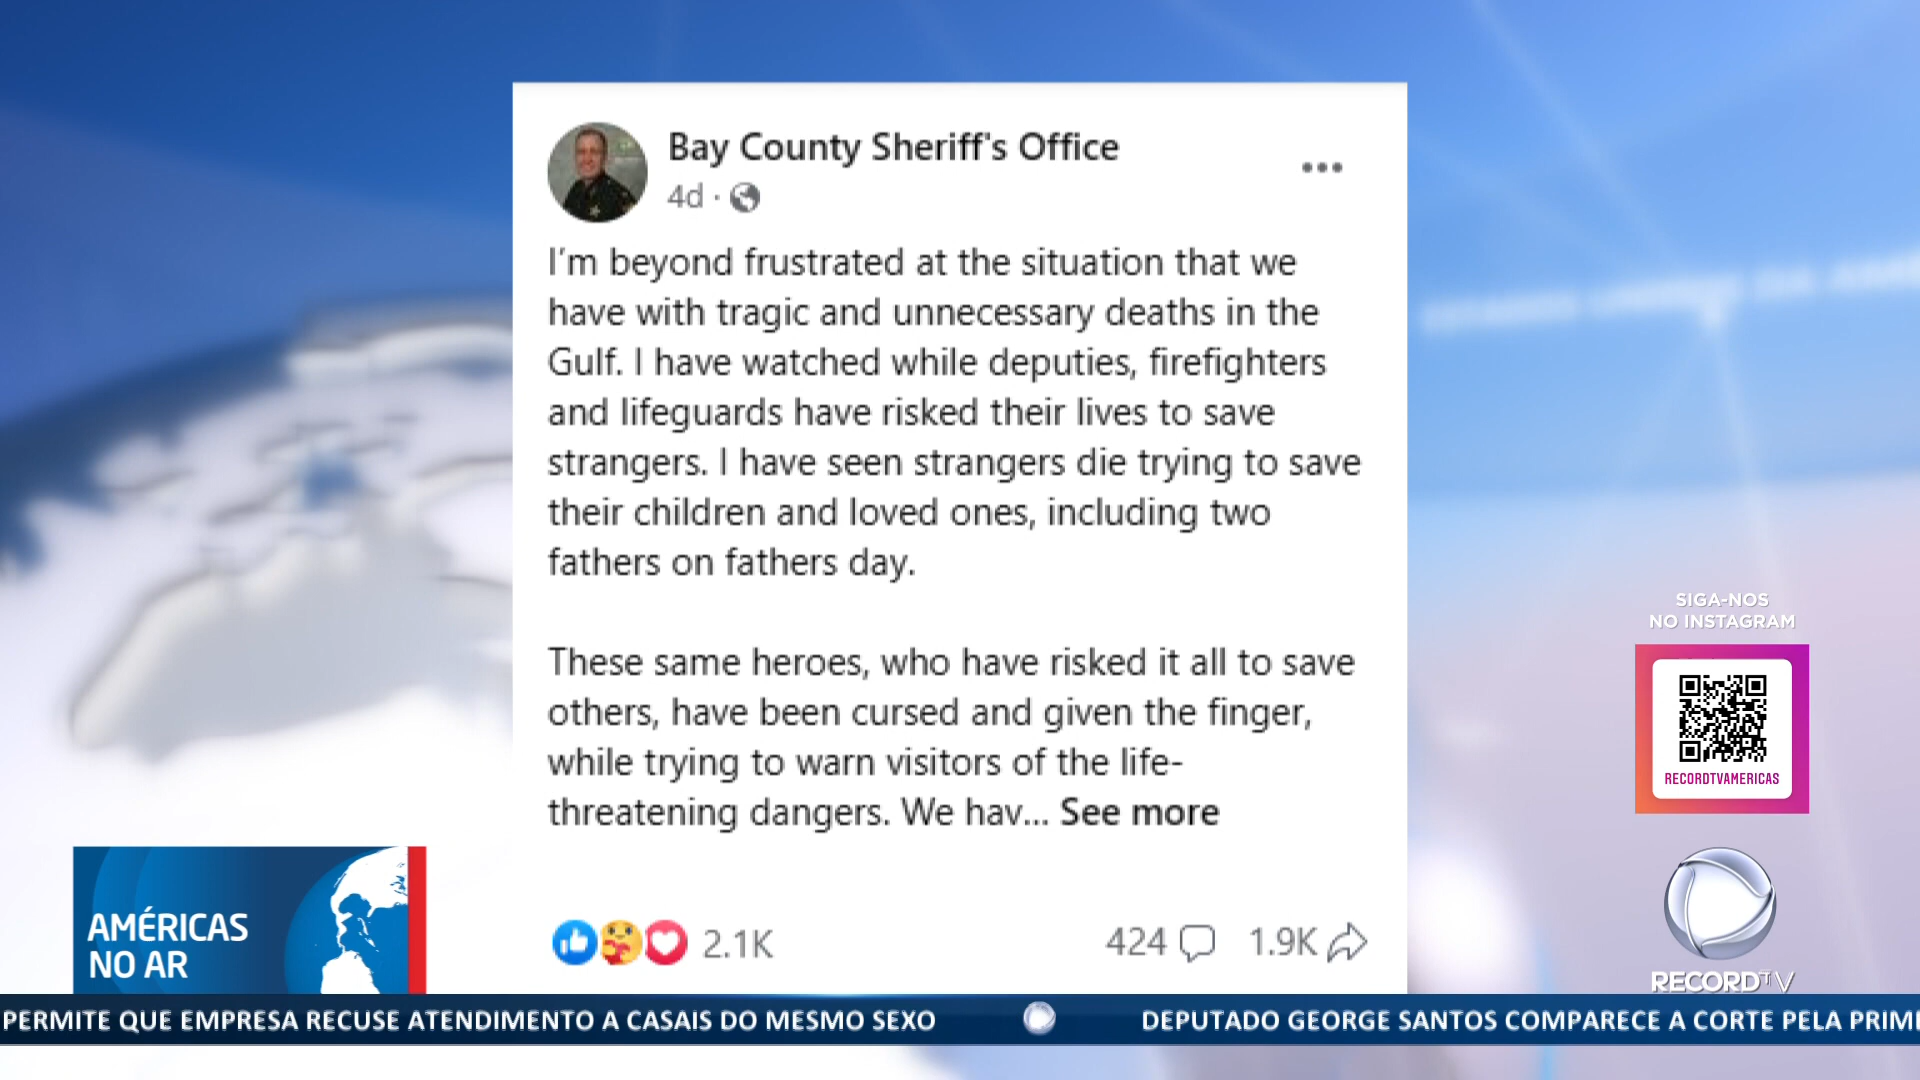 Bay County Sheriff's Office
4d ·
I'm beyond frustrated at the situation that we
have with tragic and unnecessary deaths in the
Gulf. I have watched while deputies, firefighters
and lifeguards have risked their lives to save
strangers. I have seen strangers die trying to save
their children and loved ones, including two
fathers on fathers day.
These same heroes, who have risked it all to save
others, have been cursed and given the finger,
while trying to warn visitors of the life-
threatening dangers. We hav... See more
2.1K
424
1.9K
SIGA-NOS
NO INSTAGRAM
RECORDTVAMERICAS
RECORDTV
AMÉRICAS
NO AR
PERMITE QUE EMPRESA RECUSE ATENDIMENTO A CASAIS DO MESMO SEXO
DEPUTADO GEORGE SANTOS COMPARECE A CORTE PELA PRIM